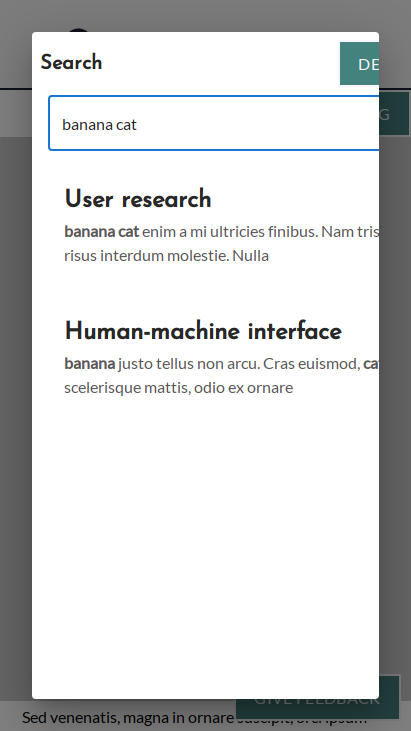 Search
DE
G
banana cat
User research
banana cat enim a mi ultricies finibus. Nam tris
risus interdum molestie. Nulla
Human-machine interface
banana justo tellus non arcu. Cras euismod, ca
scelerisque mattis, odio ex ornare
GIVE FEEDBACK
Sed venenatis, magna in ornare suscipit, orci ipsum